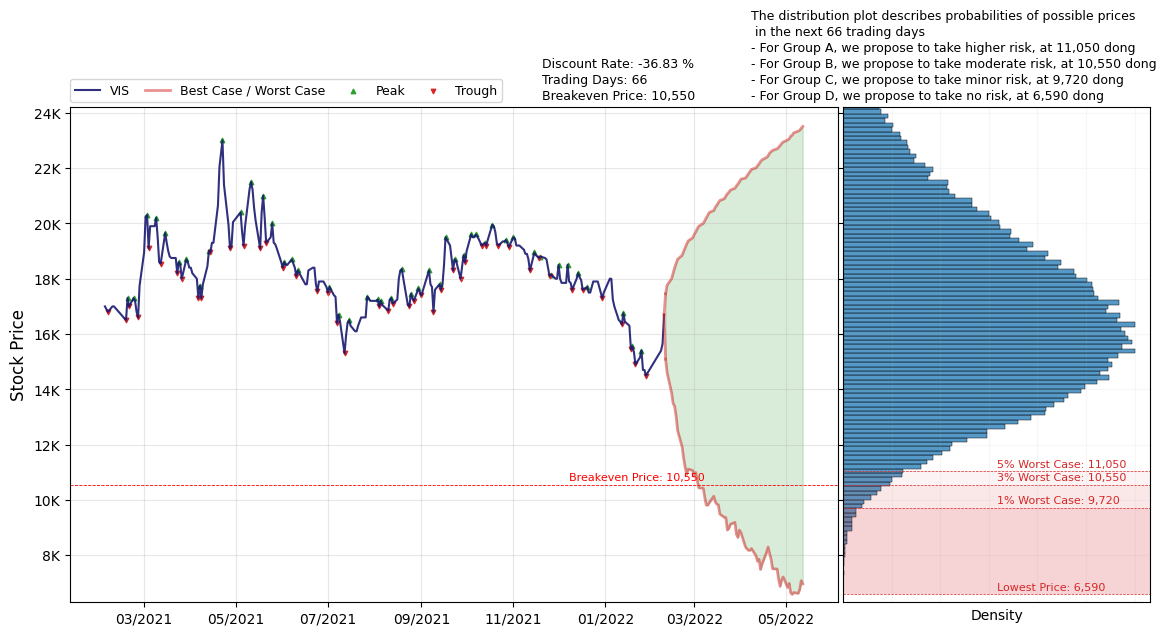 The distribution plot describes probabilities of possible prices
in the next 66 trading days
- For Group A, we propose to take higher risk, at 11,050 dong
- For Group B, we propose to take moderate risk, at 10,550 dong
- For Group C, we propose to take minor risk, at 9,720 dong
- For Group D, we propose to take no risk, at 6,590 dong
Discount Rate: -36.83 %
Trading Days: 66
Breakeven Price: 10,550
VIS
Best Case / Worst Case
Peak
Trough
24K
22K
20K
18K
16K
14K
12K
10K
8K
Stock Price
Breakeven Price: 10,550
03/2021
05/2021
07/2021
09/2021
11/2021
01/2022
03/2022
05/2022
5% Worst Case: 11,050
3% Worst Case: 10,550
1% Worst Case: 9,720
Lowest Price: 6,590
Density